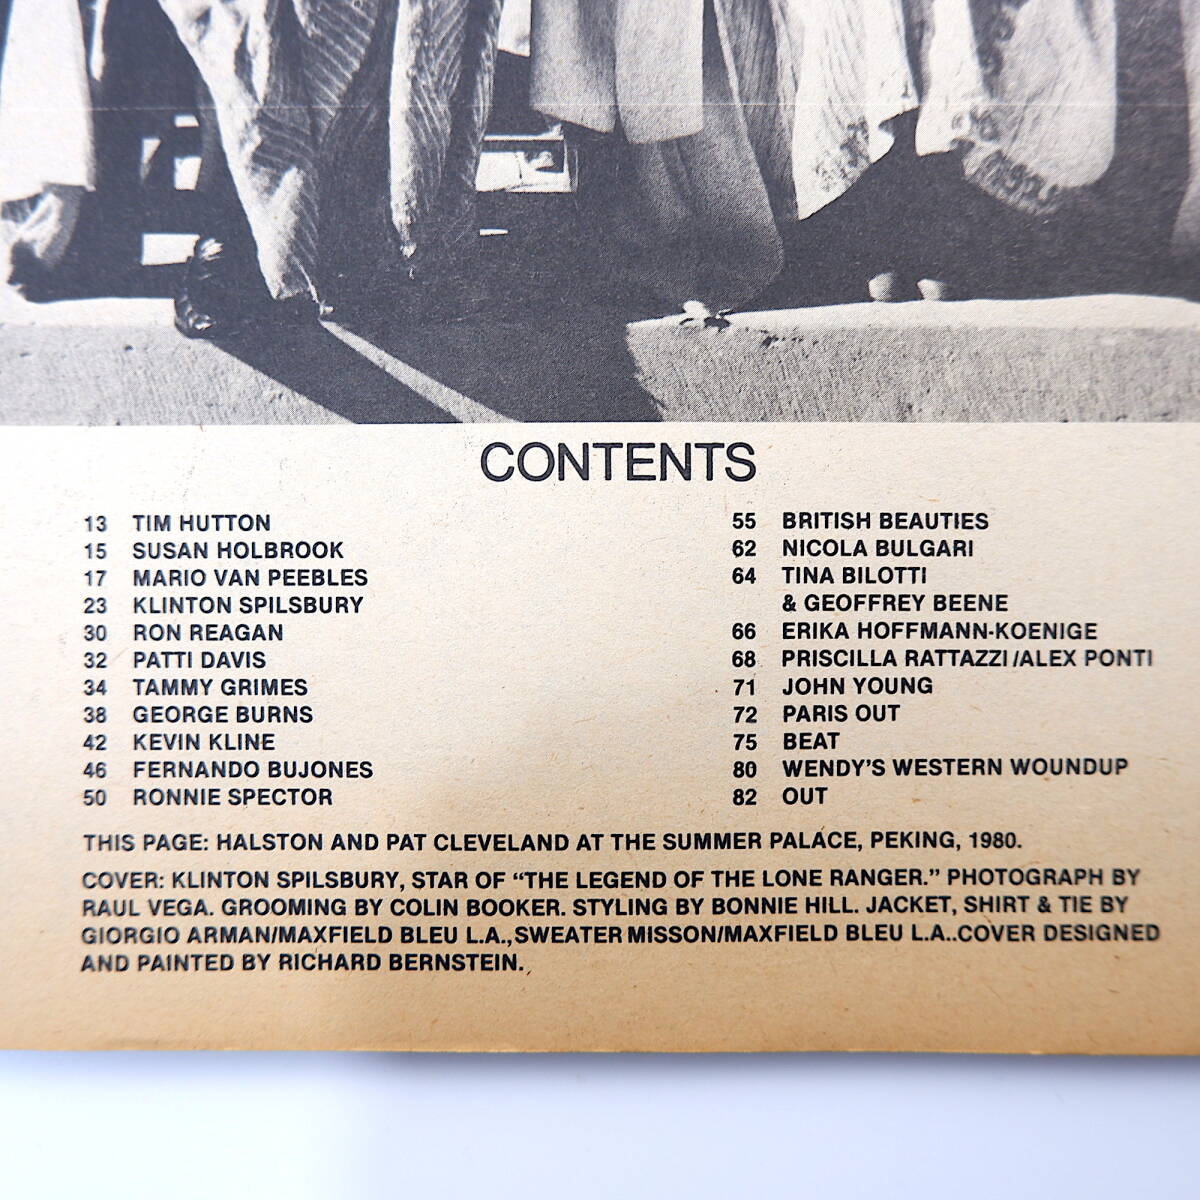 CONTENTS
13 TIM HUTTON
15 SUSAN HOLBROOK
17 MARIO VAN PEEBLES
23 KLINTON SPILSBURY
30 RON REAGAN
32 PATTI DAVIS
34 TAMMY GRIMES
38 GEORGE BURNS
42 KEVIN KLINE
46 FERNANDO BUJONES
50 RONNIE SPECTOR
55 BRITISH BEAUTIES
62 NICOLA BULGARI
64 TINA BILOTTI
& GEOFFREY BEENE
66 ERIKA HOFFMANN-KOENIGE
68 PRISCILLA RATTAZZI/ALEX PONTI
71 JOHN YOUNG
72 PARIS OUT
75 BEAT
80 WENDY'S WESTERN WOUNDUP
82 OUT
THIS PAGE: HALSTON AND PAT CLEVELAND AT THE SUMMER PALACE, PEKING, 1980.
COVER: KLINTON SPILSBURY, STAR OF "THE LEGEND OF THE LONE RANGER." PHOTOGRAPH BY
RAUL VEGA. GROOMING BY COLIN BOOKER. STYLING BY BONNIE HILL. JACKET, SHIRT & TIE BY
GIORGIO ARMAN/MAXFIELD BLEU L.A., SWEATER MISSON/MAXFIELD BLEU L.A..COVER DESIGNED
AND PAINTED BY RICHARD BERNSTEIN.